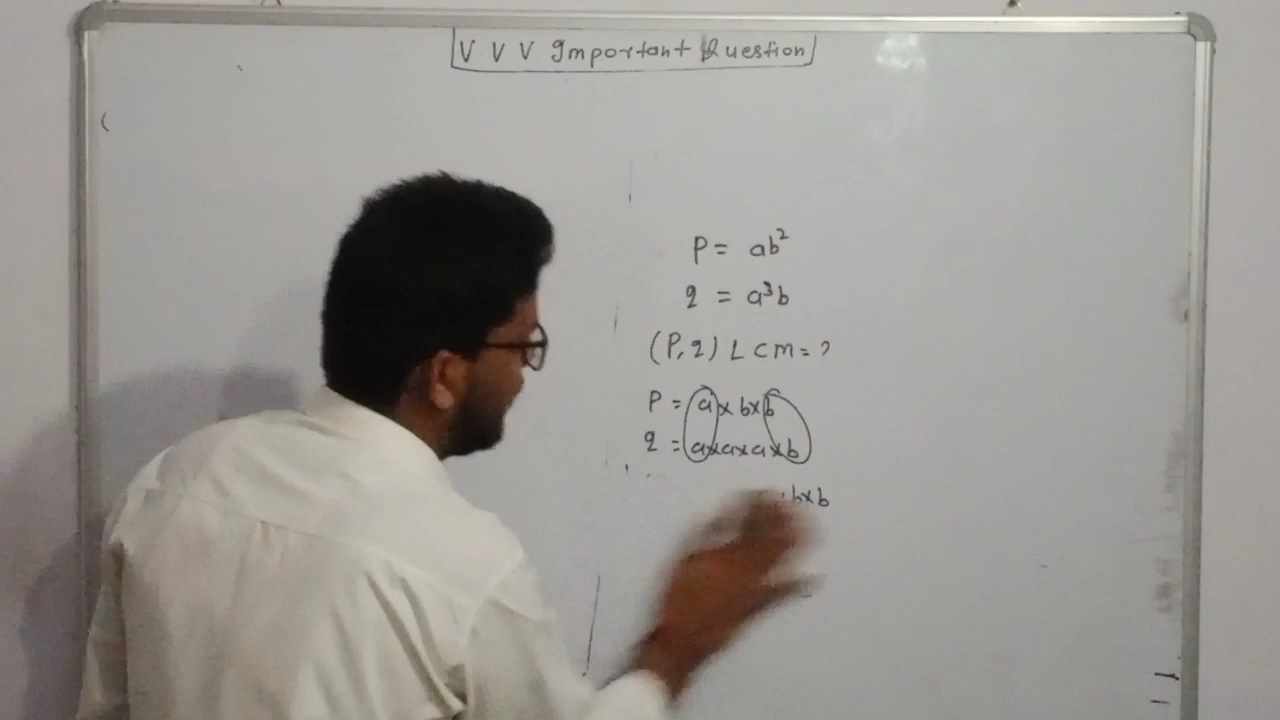 V V V Important Question
P = ab²
q = a³b
(P,q) LCM = ?
P = a×b×b
q = a×a×a×b
b×b